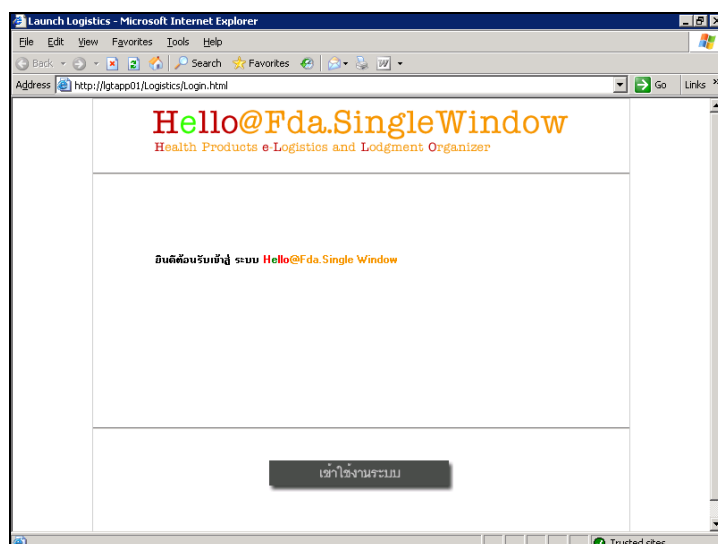 Launch Logistics - Microsoft Internet Explorer
File Edit View Favorites Tools Help
Back Search Favorites
Address http://lgtapp01/Logistics/Login.html Go Links »
Hello@Fda.SingleWindow
Health Products e-Logistics and Lodgment Organizer
ยินดีต้อนรับเข้าสู่ ระบบ Hello@Fda.Single Window
เข้าใช้งานระบบ
Trusted sites